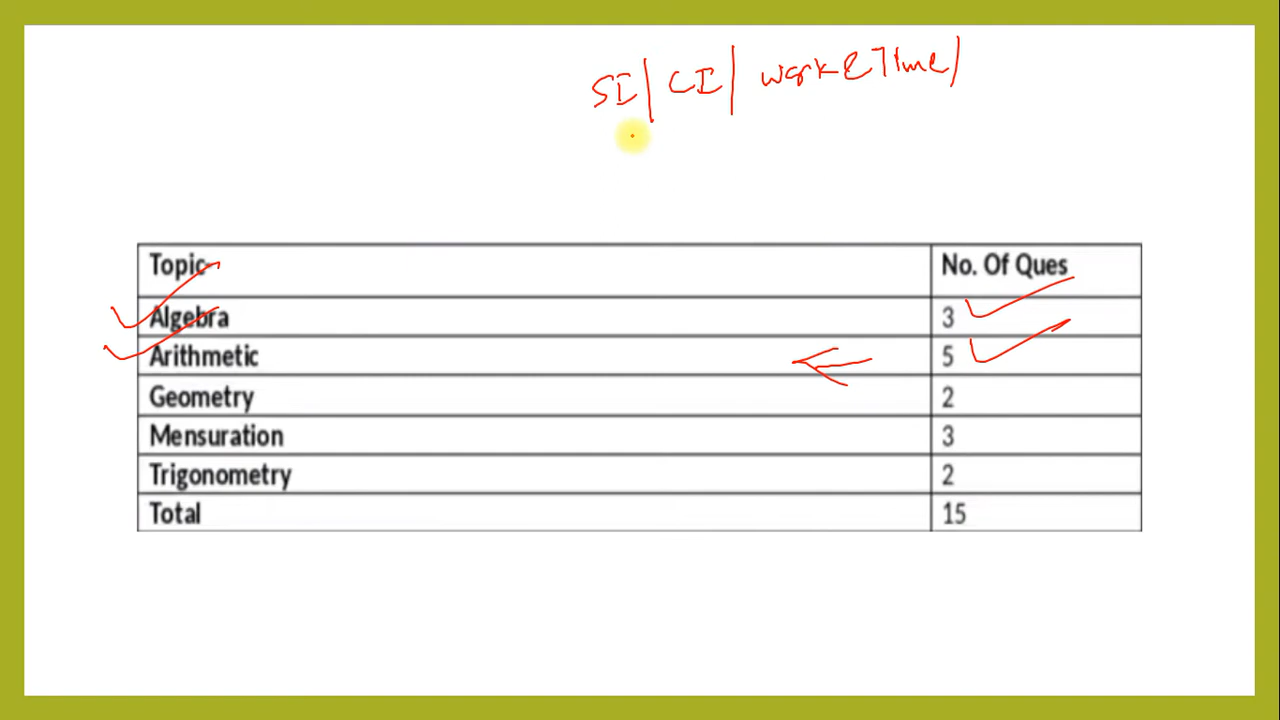 SI | CI | Work & Time |
Topic No. Of Ques
Algebra 3
Arithmetic 5
Geometry 2
Mensuration 3
Trigonometry 2
Total 15